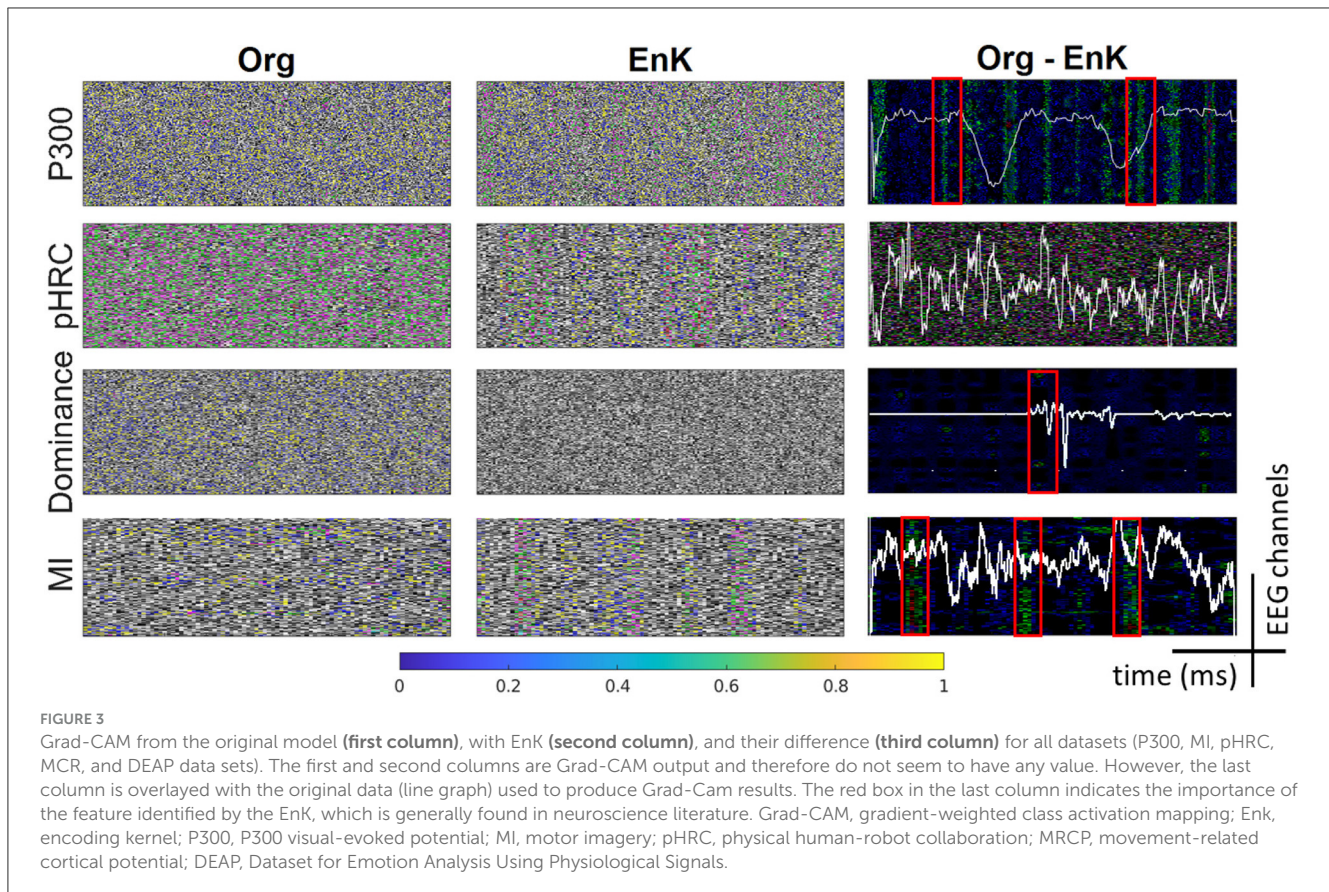 Org
EnK
Org - EnK
P300
pHRC
Dominance
MI
EEG channels
time (ms)
0
0.2
0.4
0.6
0.8
1
FIGURE 3
Grad-CAM from the original model (first column), with EnK (second column), and their difference (third column) for all datasets (P300, MI, pHRC,
MCR, and DEAP data sets). The first and second columns are Grad-CAM output and therefore do not seem to have any value. However, the last
column is overlayed with the original data (line graph) used to produce Grad-Cam results. The red box in the last column indicates the importance of
the feature identified by the EnK, which is generally found in neuroscience literature. Grad-CAM, gradient-weighted class activation mapping; Enk,
encoding kernel; P300, P300 visual-evoked potential; MI, motor imagery; pHRC, physical human-robot collaboration; MRCP, movement-related
cortical potential; DEAP, Dataset for Emotion Analysis Using Physiological Signals.